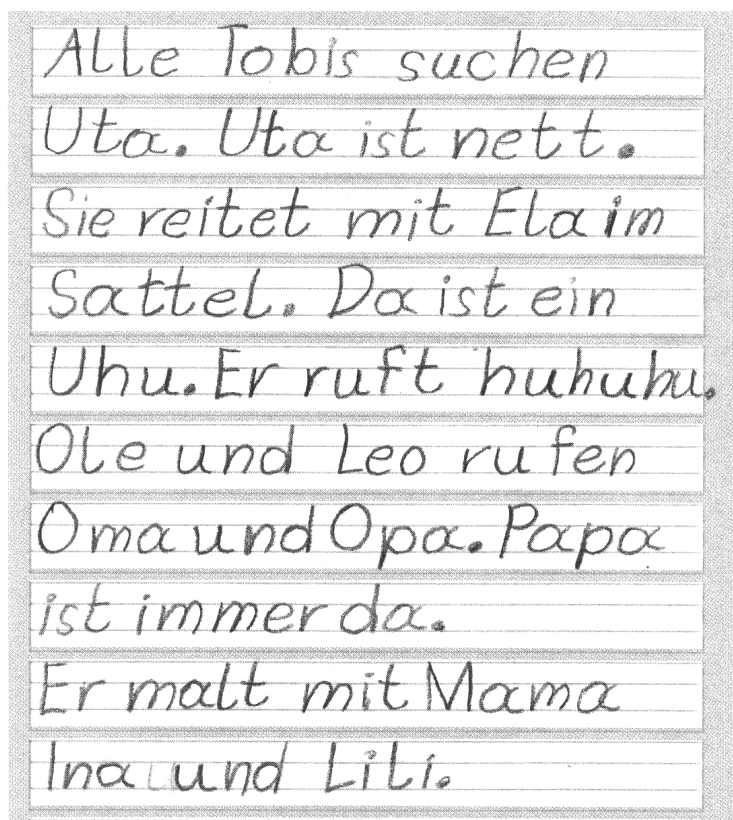 Alle Tobis suchen
Uta. Uta ist nett.
Sie reitet mit Ela im
Sattel. Da ist ein
Uhu. Er ruft huhuhu.
Ole und Leo rufen
Oma und Opa. Papa
ist immer da.
Er malt mit Mama
Ina und Lili.